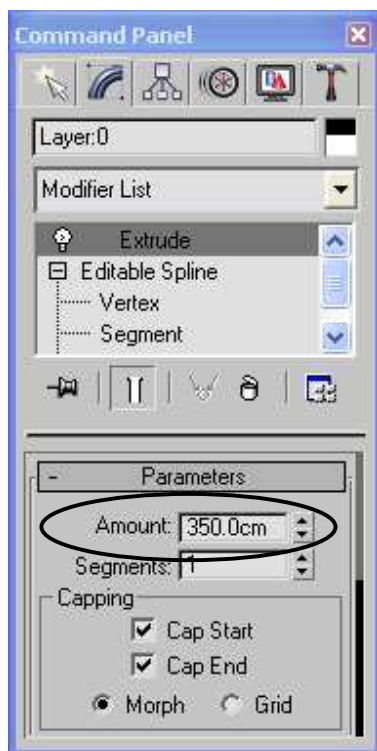 Command Panel
Layer:0
Modifier List
Extrude
Editable Spline
Vertex
Segment
- Parameters
Amount: 350.0cm
Segments: 1
Capping
Cap Start
Cap End
Morph Grid